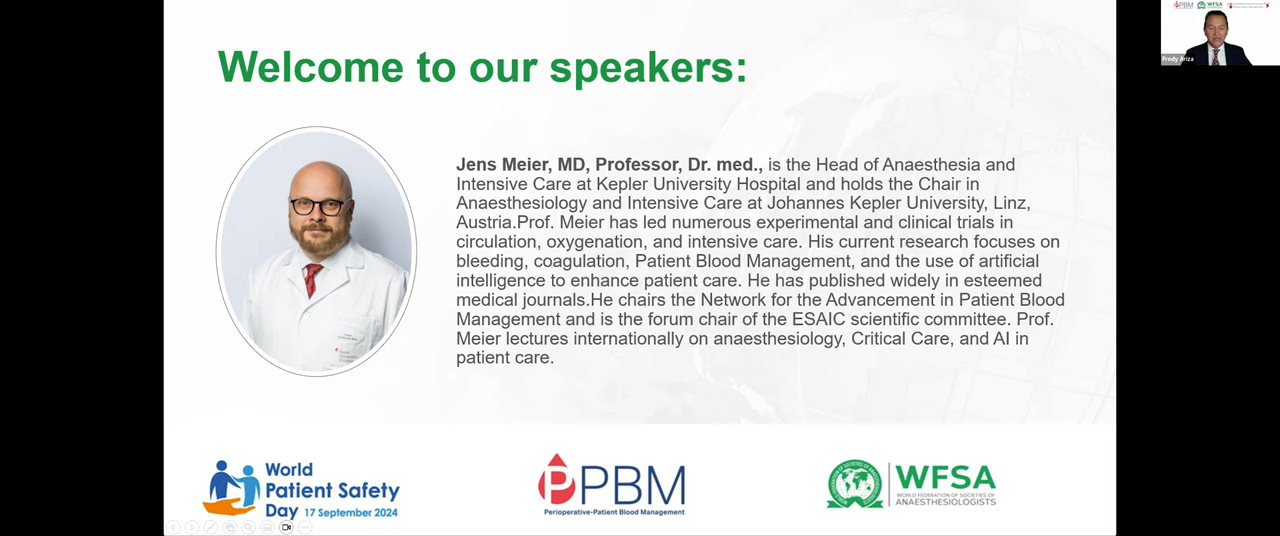 Welcome to our speakers:
Jens Meier, MD, Professor, Dr. med., is the Head of Anaesthesia and
Intensive Care at Kepler University Hospital and holds the Chair in
Anaesthesiology and Intensive Care at Johannes Kepler University, Linz,
Austria.Prof. Meier has led numerous experimental and clinical trials in
circulation, oxygenation, and intensive care. His current research focuses on
bleeding, coagulation, Patient Blood Management, and the use of artificial
intelligence to enhance patient care. He has published widely in esteemed
medical journals.He chairs the Network for the Advancement in Patient Blood
Management and is the forum chair of the ESAIC scientific committee. Prof.
Meier lectures internationally on anaesthesiology, Critical Care, and AI in
patient care.
World
Patient Safety
Day 17 September 2024
PPBM
Perioperative-Patient Blood Management
WFSA
WORLD FEDERATION OF SOCIETIES OF
ANAESTHESIOLOGISTS
PBM
WFSA
Fredy Ariza